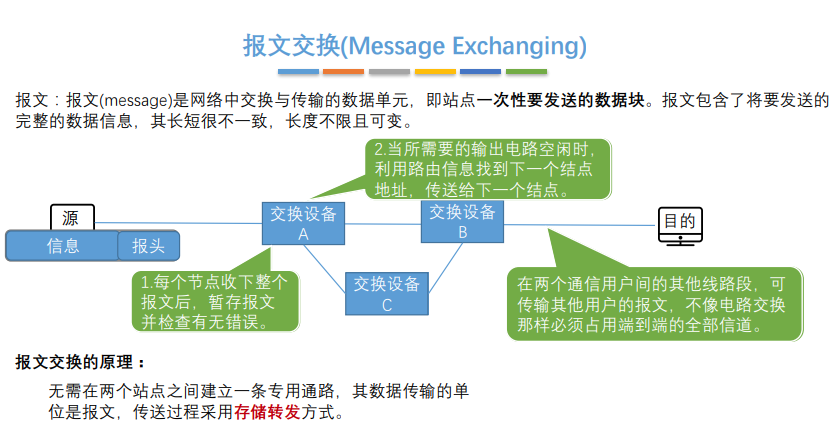 报文交换(Message Exchanging)
报文：报文(message)是网络中交换与传输的数据单元，即站点一次性要发送的数据块。报文包含了将要发送的
完整的数据信息，其长短很不一致，长度不限且可变。
2.当所需要的输出电路空闲时，
利用路由信息找到下一个结点
地址，传送给下一个结点。
源
信息
报头
交换设备
A
交换设备
B
目的
交换设备
C
1.每个节点收下整个
报文后，暂存报文
并检查有无错误。
在两个通信用户间的其他线路段，可
传输其他用户的报文，不像电路交换
那样必须占用端到端的全部信道。
报文交换的原理：
无需在两个站点之间建立一条专用通路，其数据传输的单
位是报文，传送过程采用存储转发方式。